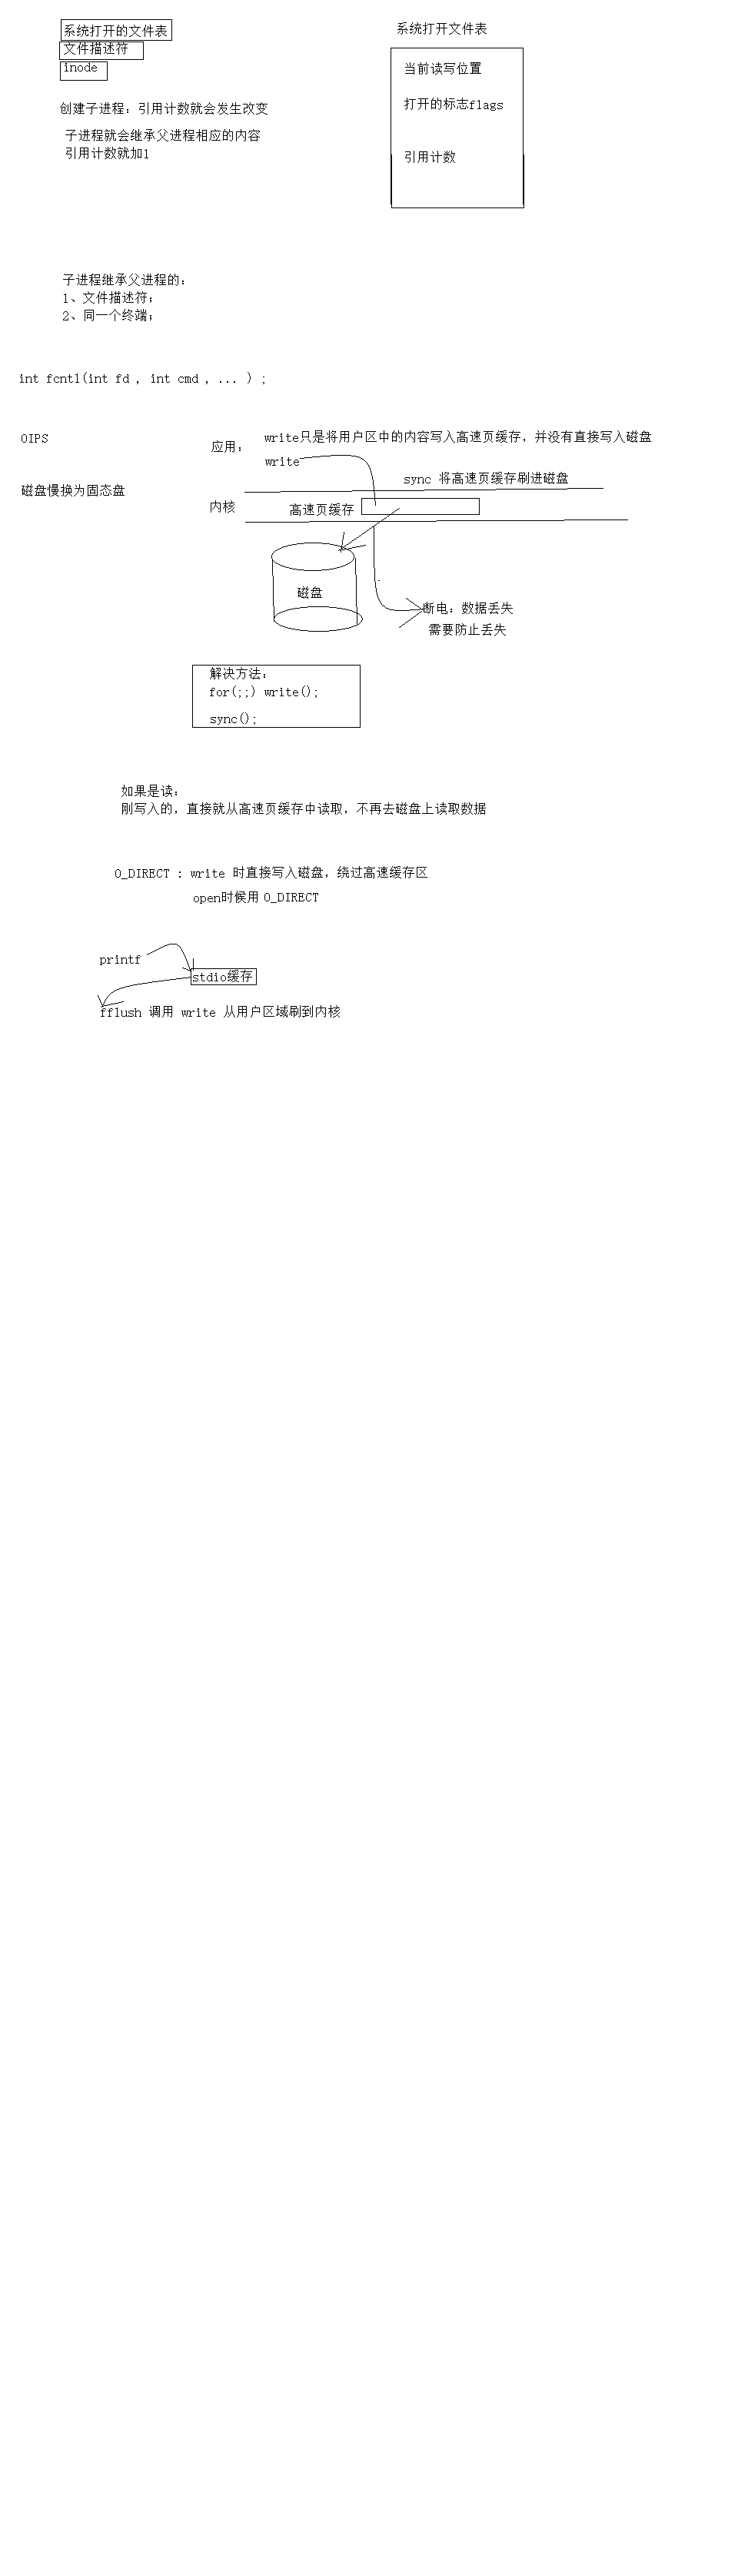 系统打开的文件表
文件描述符
inode
创建子进程：引用计数就会发生改变
子进程就会继承父进程相应的内容
引用计数就加1
系统打开文件表
当前读写位置
打开的标志flags
引用计数
子进程继承父进程的：
1、文件描述符；
2、同一个终端；
int fcntl(int fd , int cmd , ... ) ;
OIPS
磁盘慢换为固态盘
应用：
write只是将用户区中的内容写入高速页缓存，并没有直接写入磁盘
write
sync 将高速页缓存刷进磁盘
内核
高速页缓存
磁盘
断电：数据丢失
需要防止丢失
解决方法：
for(;;) write();
sync();
如果是读：
刚写入的，直接就从高速页缓存中读取，不再去磁盘上读取数据
O_DIRECT : write 时直接写入磁盘，绕过高速缓存区
open时候用 O_DIRECT
printf
stdio缓存
fflush 调用 write 从用户区域刷到内核